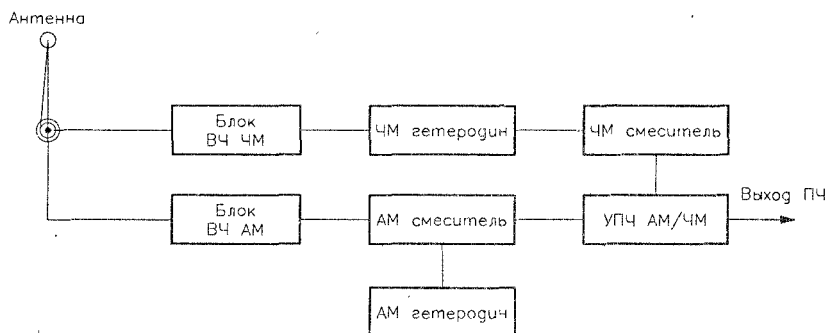 Антенна
Блок
ВЧ ЧМ
ЧМ гетеродин
ЧМ смеситель
Блок
ВЧ АМ
АМ смеситель
УПЧ АМ/ЧМ
Выход ПЧ
АМ гетеродин